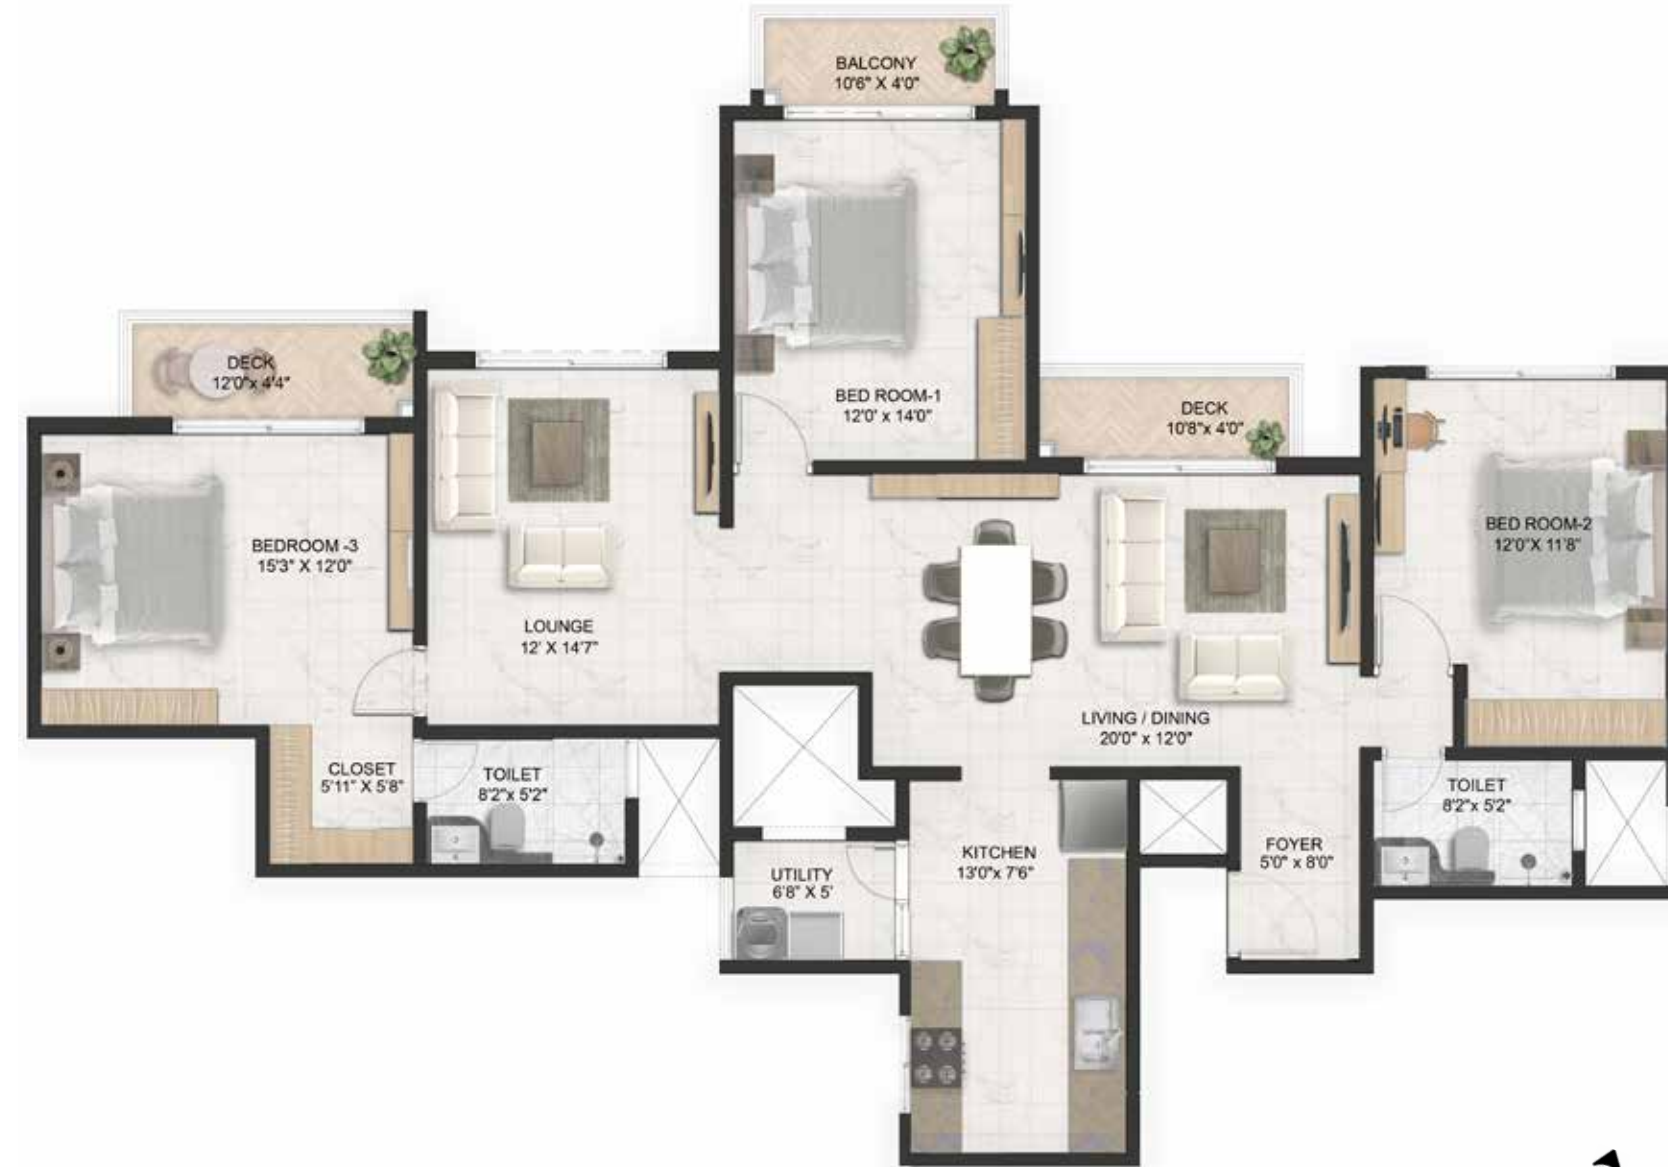 BALCONY
10'6" X 4'0"
DECK
12'0"x 4'4"
BED ROOM-1
12'0' x 14'0"
DECK
10'8"x 4'0"
BEDROOM -3
15'3" X 12'0"
BED ROOM-2
12'0"X 11'8"
LOUNGE
12' X 14'7"
LIVING / DINING
20'0" x 12'0"
CLOSET
5'11" X 5'8"
TOILET
8'2"x 5'2"
TOILET
8'2"x 5'2"
KITCHEN
13'0"x 7'6"
FOYER
5'0" x 8'0"
UTILITY
6'8" X 5'